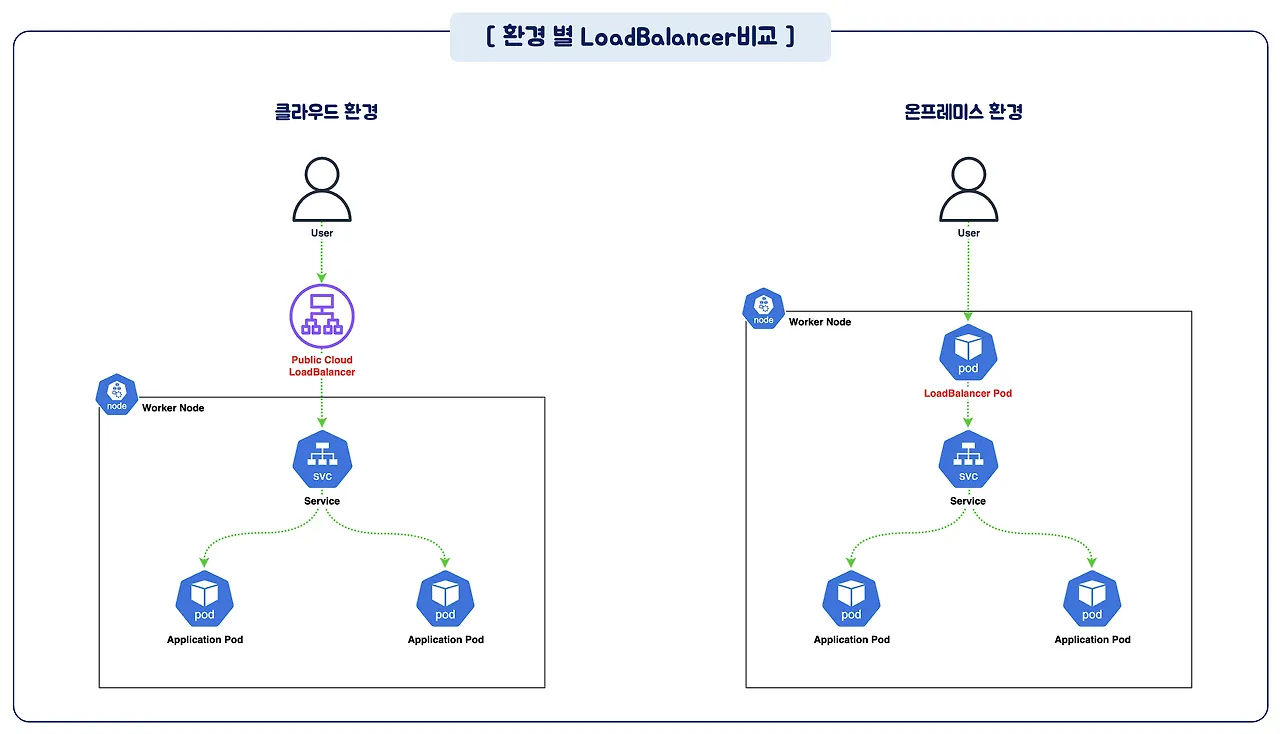 [ 환경 별 LoadBalancer비교 ]
클라우드 환경
User
Public Cloud
LoadBalancer
node
Worker Node
svc
Service
pod
Application Pod
pod
Application Pod
온프레미스 환경
User
node
Worker Node
pod
LoadBalancer Pod
svc
Service
pod
Application Pod
pod
Application Pod